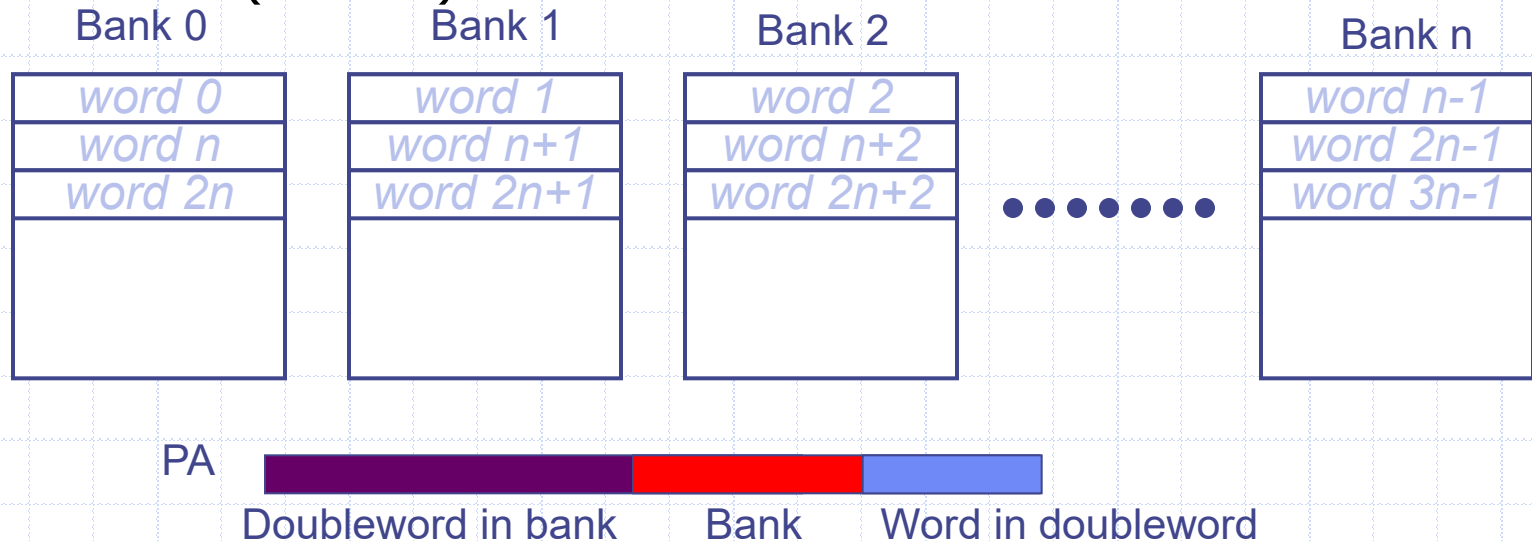 Bank 0 Bank 1 Bank 2 Bank n
word 0 word 1 word 2 word n-1
word n word n+1 word n+2 word 2n-1
word 2n word 2n+1 word 2n+2 word 3n-1
PA
Doubleword in bank Bank Word in doubleword